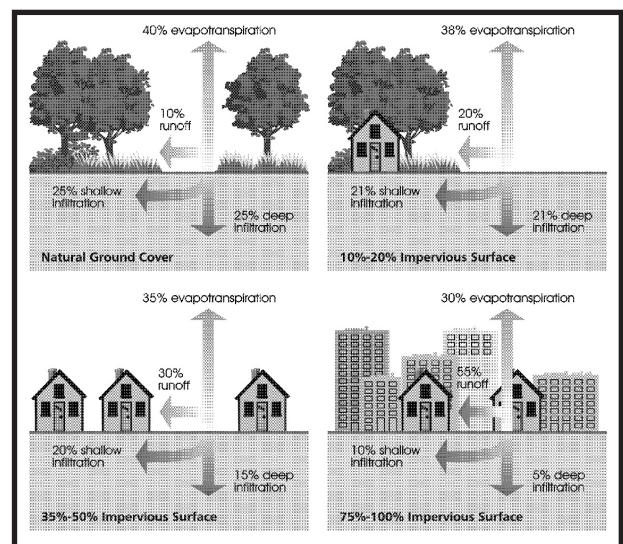 40% evapotranspiration
10%
runoff
25% shallow
infiltration
25% deep
infiltration
Natural Ground Cover
38% evapotranspiration
20%
runoff
21% shallow
infiltration
21% deep
infiltration
10%-20% Impervious Surface
35% evapotranspiration
30%
runoff
20% shallow
infiltration
15% deep
infiltration
35%-50% Impervious Surface
30% evapotranspiration
55%
runoff
10% shallow
infiltration
5% deep
infiltration
75%-100% Impervious Surface